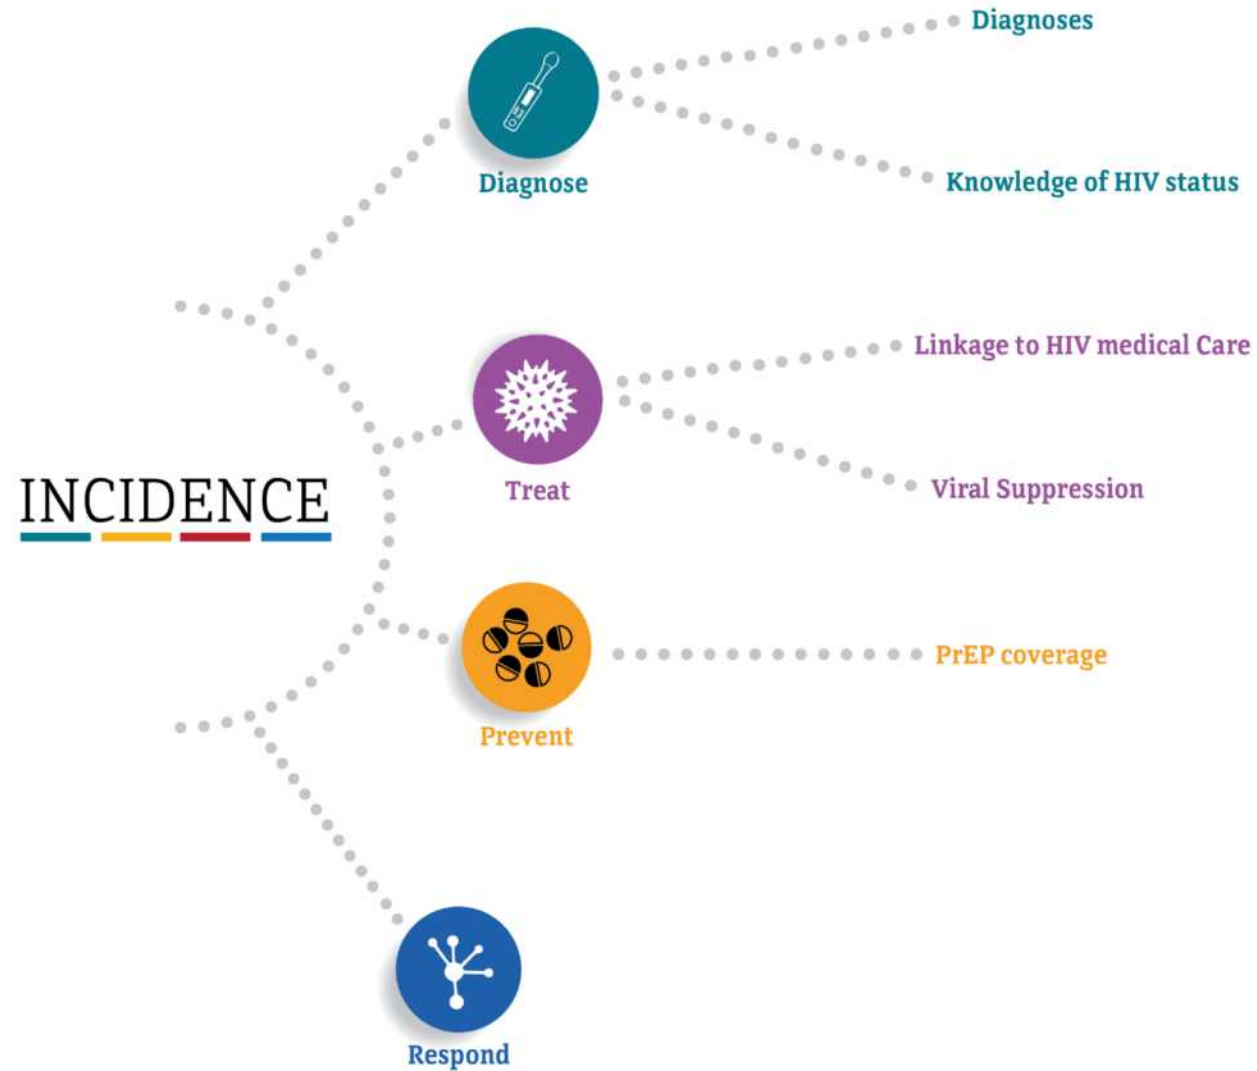 Diagnoses
Diagnose
Knowledge of HIV status
Linkage to HIV medical Care
Treat
Viral Suppression
INCIDENCE
PrEP coverage
Prevent
Respond